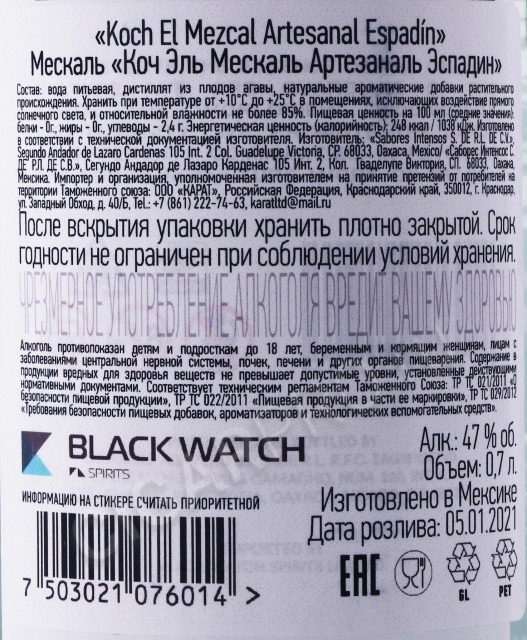 «Koch El Mezcal Artesanal Espadín»
Мескаль «Коч Эль Мескаль Артезаналь Эспадин»
Состав: вода питьевая, дистиллят из плодов агавы, натуральные ароматические добавки растительного
происхождения. Хранить при температуре от +10°С до +25°С в помещениях, исключающих воздействие прямого
солнечного света, и относительной влажности не более 85%. Пищевая ценность на 100 мл (средние значения):
белки - 0г, жиры - 0г, углеводы - 2,4 г. Энергетическая ценность (калорийность): 248 ккал / 1038 кДж. Изготовлено
в соответствии с технической документацией изготовителя. Изготовитель: «Sabores Intensos S. DE R.L. DE C.V.»,
Segundo Andador de Lazaro Cardenas 105 Int. 2 Col. Guadelupe Victoria, CP. 68033, Oaxaca, Mexico/ «Саборес Интенсос С.
ДЕ' Р.Л. ДЕ С.В.», Сегундо Андадор де Лазаро Карденас 105 Инт. 2, Кол. Гваделупе Виктория, СП. 68033, Оахака,
Мексика. Импортер и организация, уполномоченная изготовителем на принятие претензий от потребителей на
территории Таможенного союза: ООО «КАРАТ», Российская Федерация, Краснодарский край, 350012, г. Краснодар,
ул. Западный Обход, д. 40/Б, Tel.: +7 (861) 222-74-63, karatltd@mail.ru
После вскрытия упаковки хранить плотно закрытой. Срок
годности не ограничен при соблюдении условий хранения.
ЧРЕЗМЕРНОЕ УПОТРЕБЛЕНИЕ АЛКОГОЛЯ ВРЕДИТ ВАШЕМУ ЗДОРОВЬЮ
Алкоголь противопоказан детям и подросткам до 18 лет, беременным и кормящим женщинам, лицам с
заболеваниями центральной нервной системы, почек, печени и других органов пищеварения. Содержание в
продукции вредных для здоровья веществ не превышает допустимые уровни, установленные действующими
нормативными документами. Соответствует техническим регламентам Таможенного Союза: ТР ТС 021/2011 «О
безопасности пищевой продукции», ТР ТС 022/2011 «Пищевая продукция в части ее маркировки», ТР ТС 029/2012
«Требования безопасности пищевых добавок, ароматизаторов и технологических вспомогательных средств».
BLACK WATCH
SPIRITS
Алк.: 47 % об.
Объем: 0,7 л.
ИНФОРМАЦИЮ НА СТИКЕРЕ СЧИТАТЬ ПРИОРИТЕТНОЙ
Изготовлено в Мексике
Дата розлива: 05.01.2021
7 503021 076014 >
EAC
GL
PET